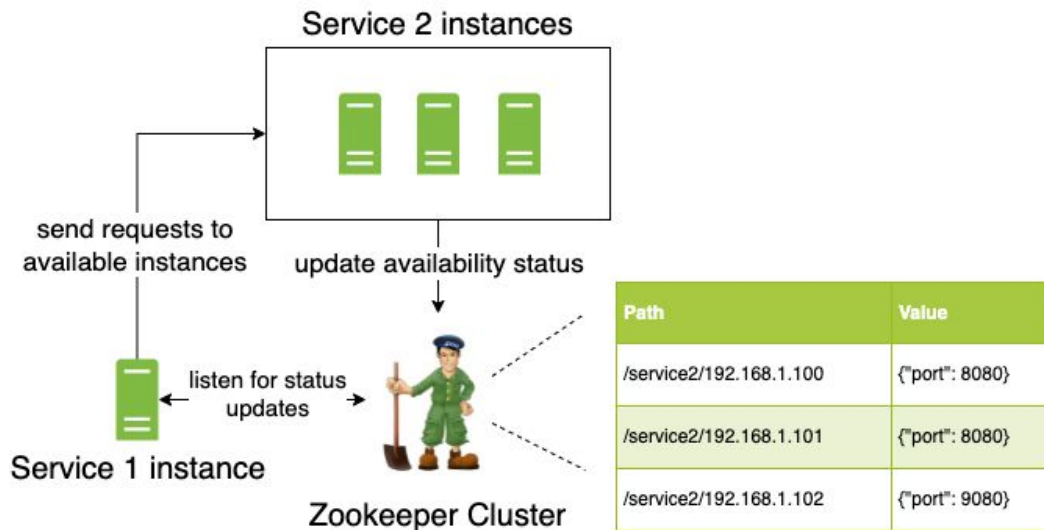 Service 2 instances
send requests to
available instances
update availability status
listen for status
updates
Service 1 instance
Zookeeper Cluster
Path Value
/service2/192.168.1.100 {"port": 8080}
/service2/192.168.1.101 {"port": 8080}
/service2/192.168.1.102 {"port": 9080}